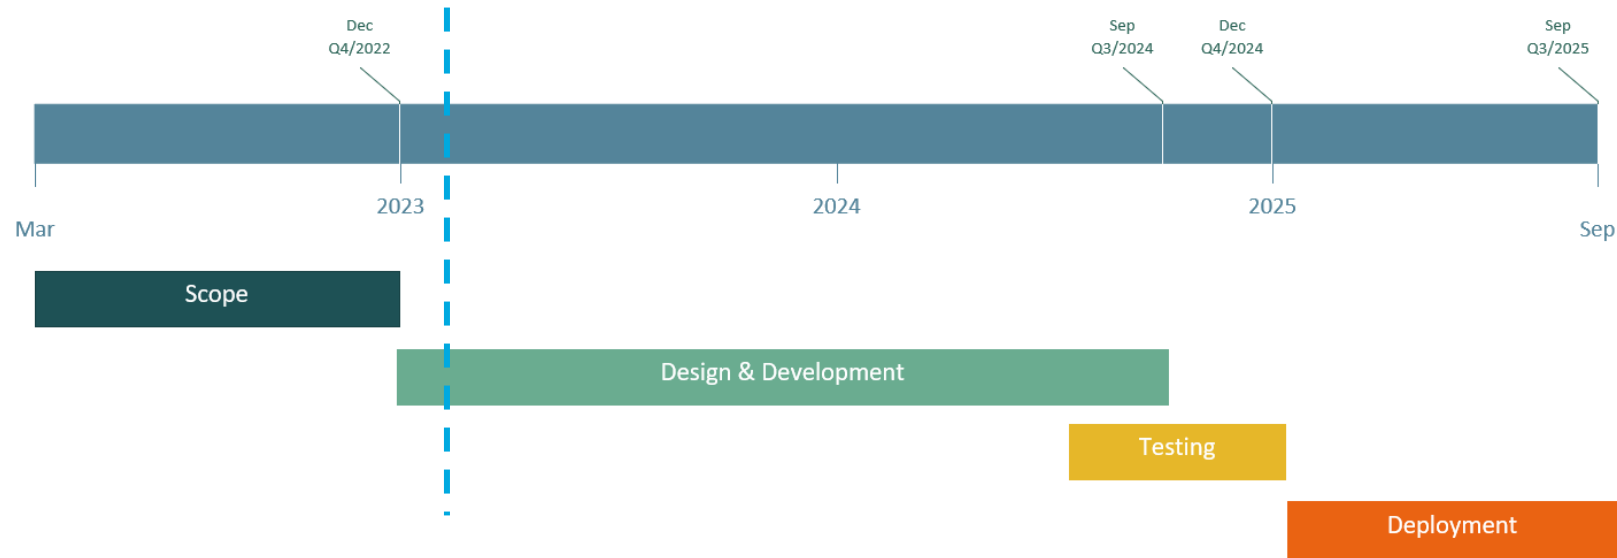 Dec
Q4/2022
Sep
Q3/2024
Dec
Q4/2024
Sep
Q3/2025
2023
2024
2025
Mar
Sep
Scope
Design & Development
Testing
Deployment